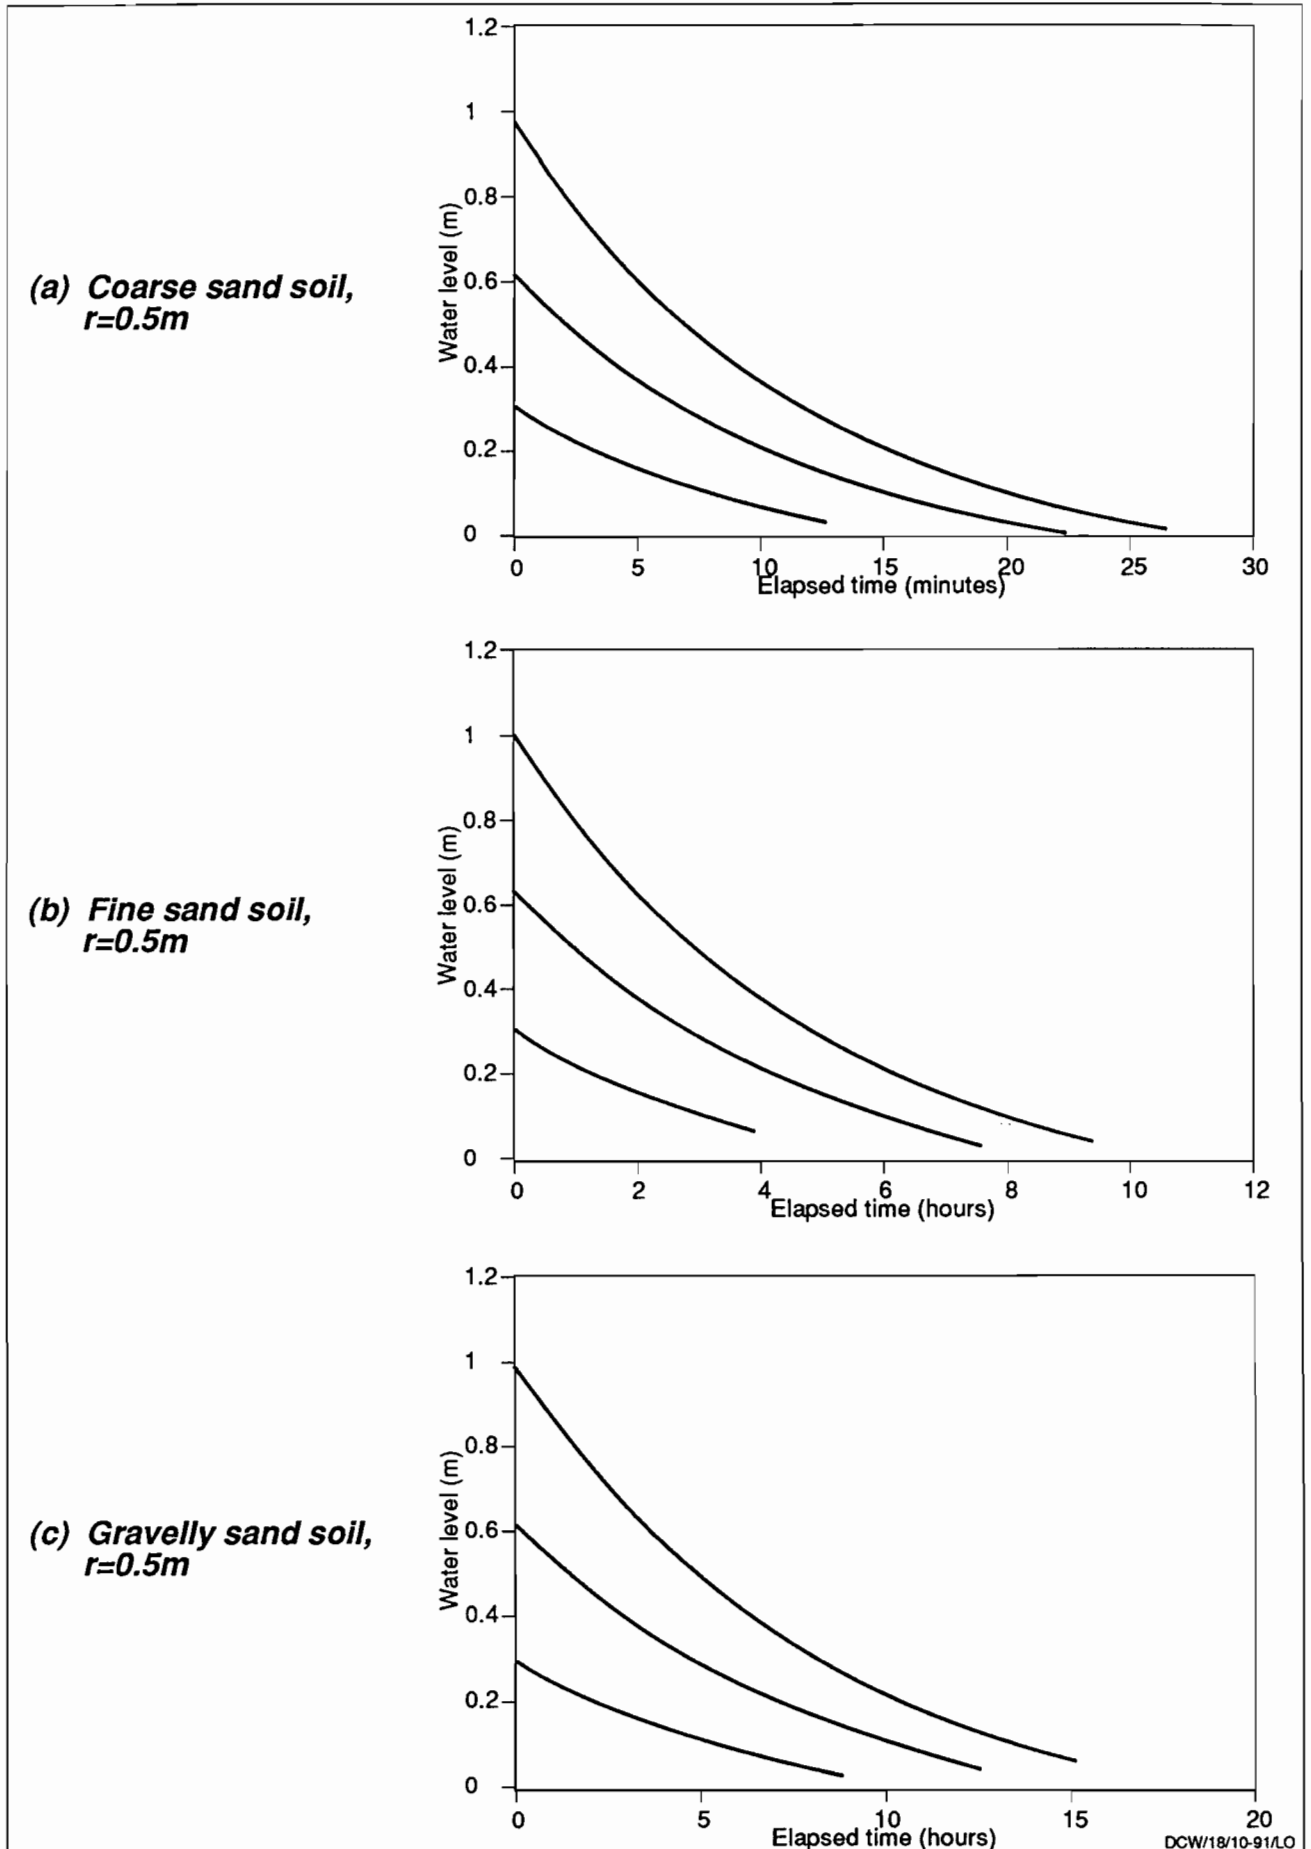 1.2
1
0.8
0.6
0.4
0.2
0
Water level (m)
(a) Coarse sand soil,
r=0.5m
0 5 10 15 20 25 30
Elapsed time (minutes)
1.2
1
0.8
0.6
0.4
0.2
0
Water level (m)
(b) Fine sand soil,
r=0.5m
0 2 4 6 8 10 12
Elapsed time (hours)
1.2
1
0.8
0.6
0.4
0.2
0
Water level (m)
(c) Gravelly sand soil,
r=0.5m
0 5 10 15 20
Elapsed time (hours)
DCW/18/10-91/LO